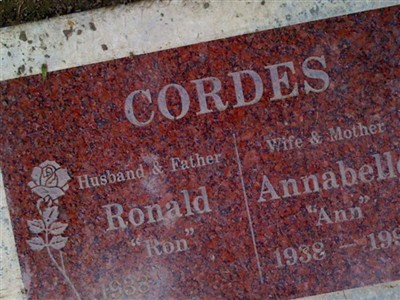 CORDES
Husband & Father
Ronald
"Ron"
Wife & Mother
Annabelle
"Ann"
1938 –